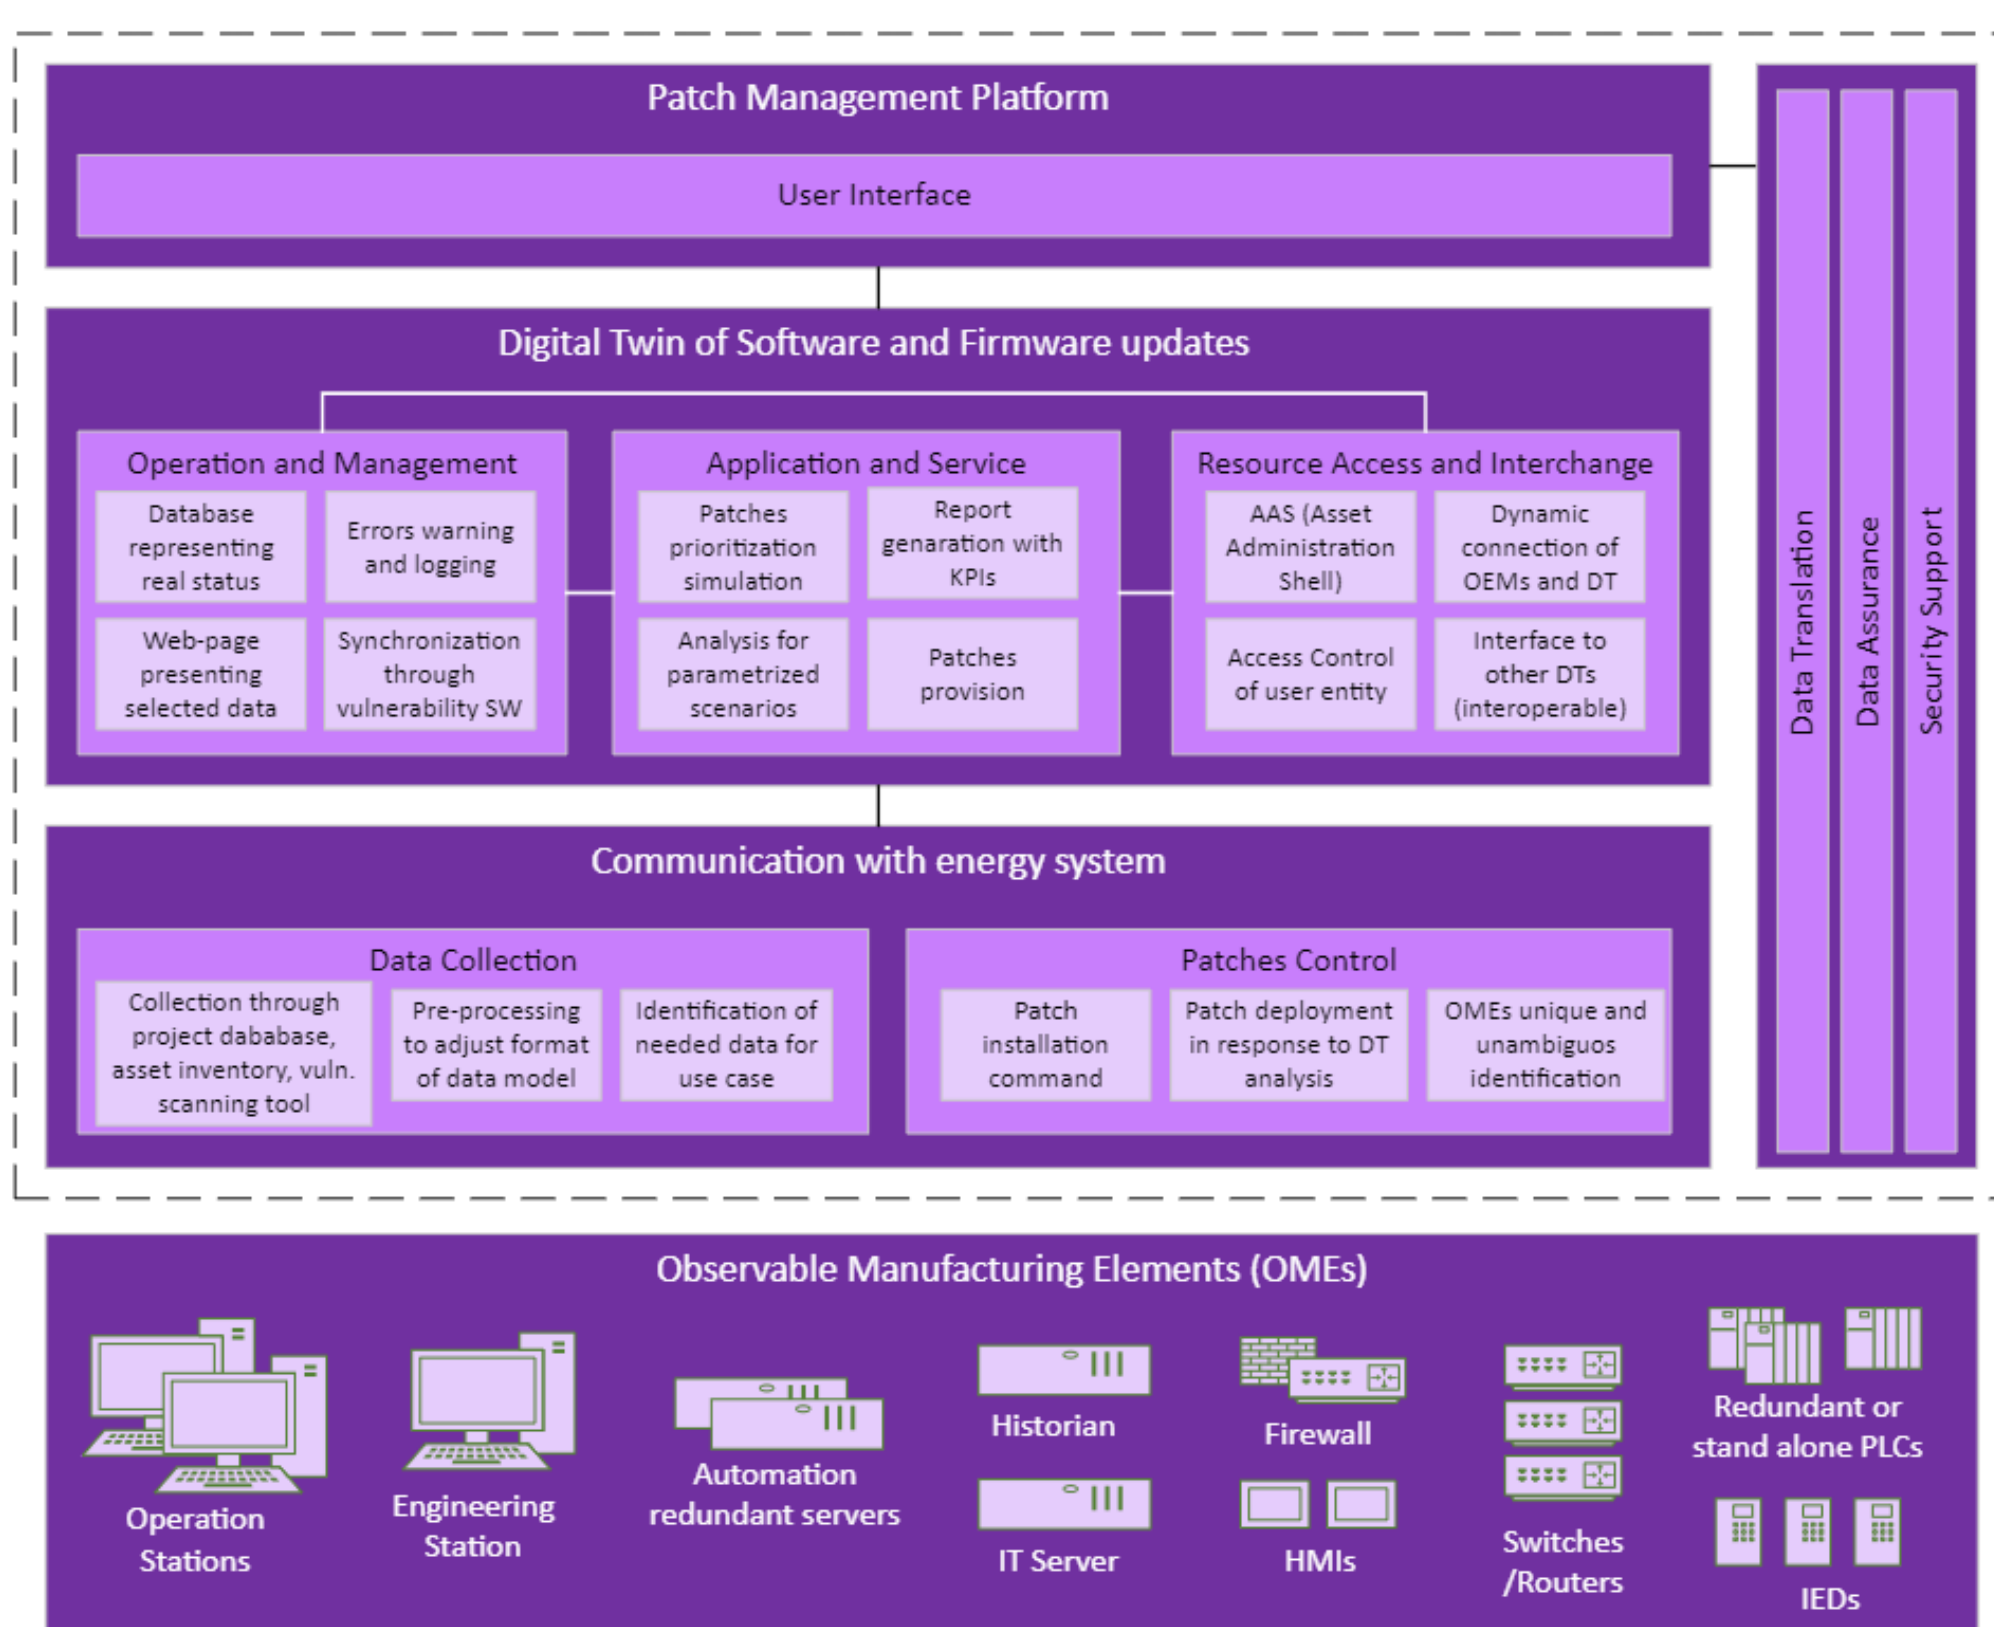 Patch Management Platform
User Interface
Digital Twin of Software and Firmware updates
Operation and Management
Database
representing
real status
Errors warning
and logging
Web-page
presenting
selected data
Synchronization
through
vulnerability SW
Application and Service
Patches
prioritization
simulation
Report
genaration with
KPIs
Analysis for
parametrized
scenarios
Patches
provision
Resource Access and Interchange
AAS (Asset
Administration
Shell)
Dynamic
connection of
OEMs and DT
Access Control
of user entity
Interface to
other DTs
(interoperable)
Communication with energy system
Data Collection
Collection through
project dababase,
asset inventory, vuln.
scanning tool
Pre-processing
to adjust format
of data model
Identification of
needed data for
use case
Patches Control
Patch
installation
command
Patch deployment
in response to DT
analysis
OMEs unique and
unambiguos
identification
Data Translation
Data Assurance
Security Support
Observable Manufacturing Elements (OMEs)
Operation
Stations
Engineering
Station
Automation
redundant servers
Historian
IT Server
Firewall
HMIs
Switches
/Routers
Redundant or
stand alone PLCs
IEDs